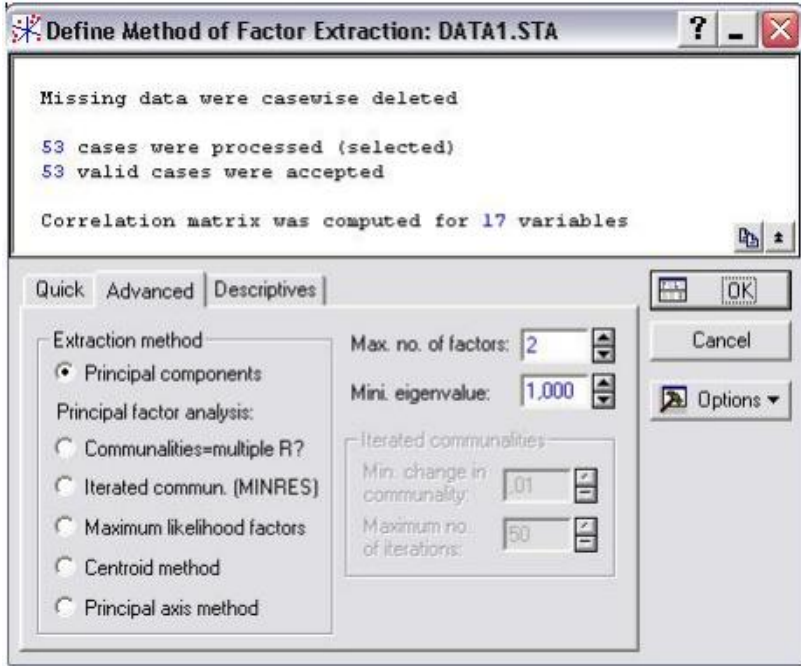 Define Method of Factor Extraction: DATA1.STA
Missing data were casewise deleted
53 cases were processed (selected)
53 valid cases were accepted
Correlation matrix was computed for 17 variables
Quick Advanced Descriptives
Extraction method
Principal components
Principal factor analysis:
Communalities=multiple R?
Iterated commun. (MINRES)
Maximum likelihood factors
Centroid method
Principal axis method
Max. no. of factors: 2
Mini. eigenvalue: 1,000
Iterated communalities
Min. change in
communality: .01
Maximum no.
of iterations: 50
OK
Cancel
Options